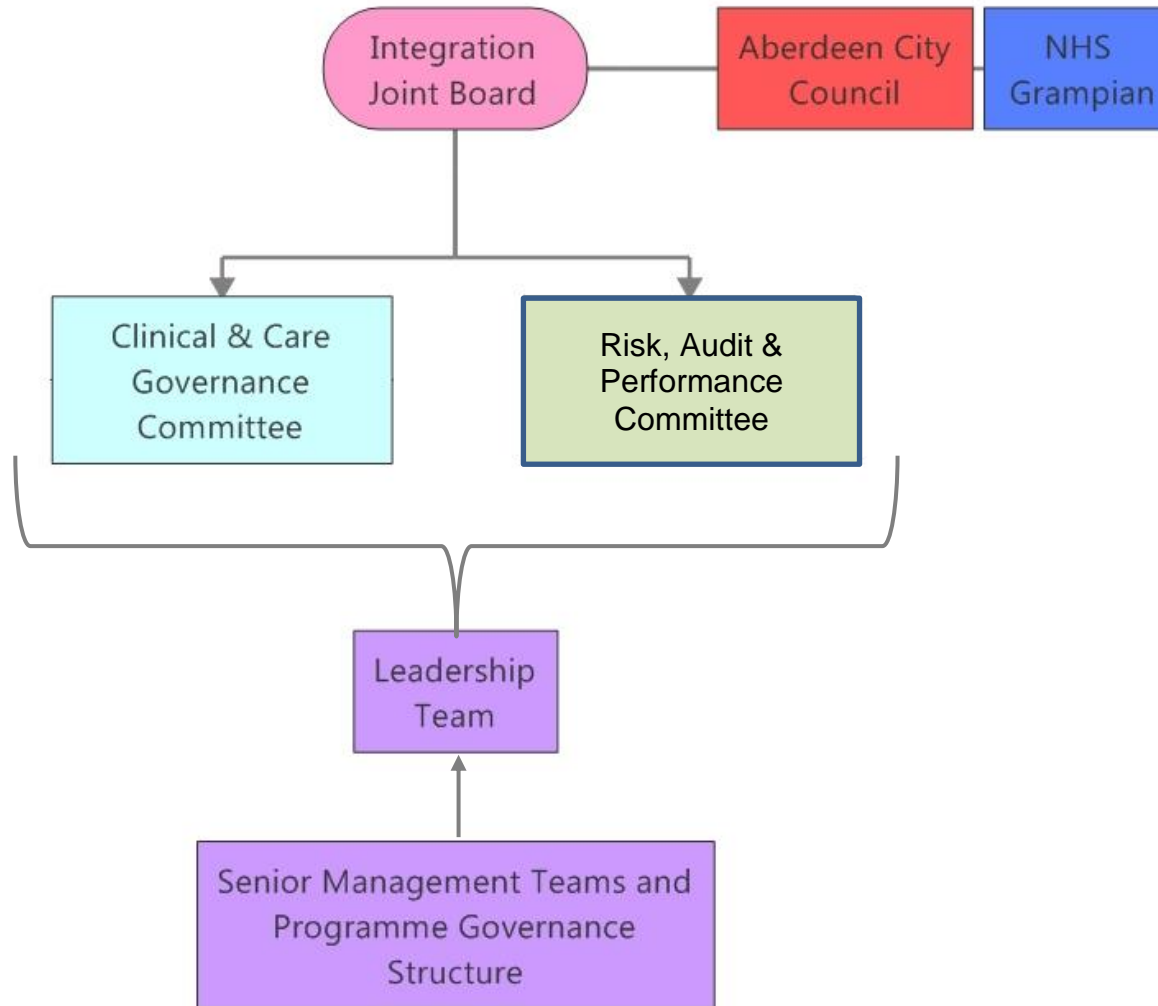 Integration
Joint Board
Aberdeen City
Council
NHS
Grampian
Clinical & Care
Governance
Committee
Risk, Audit &
Performance
Committee
Leadership
Team
Senior Management Teams and
Programme Governance
Structure